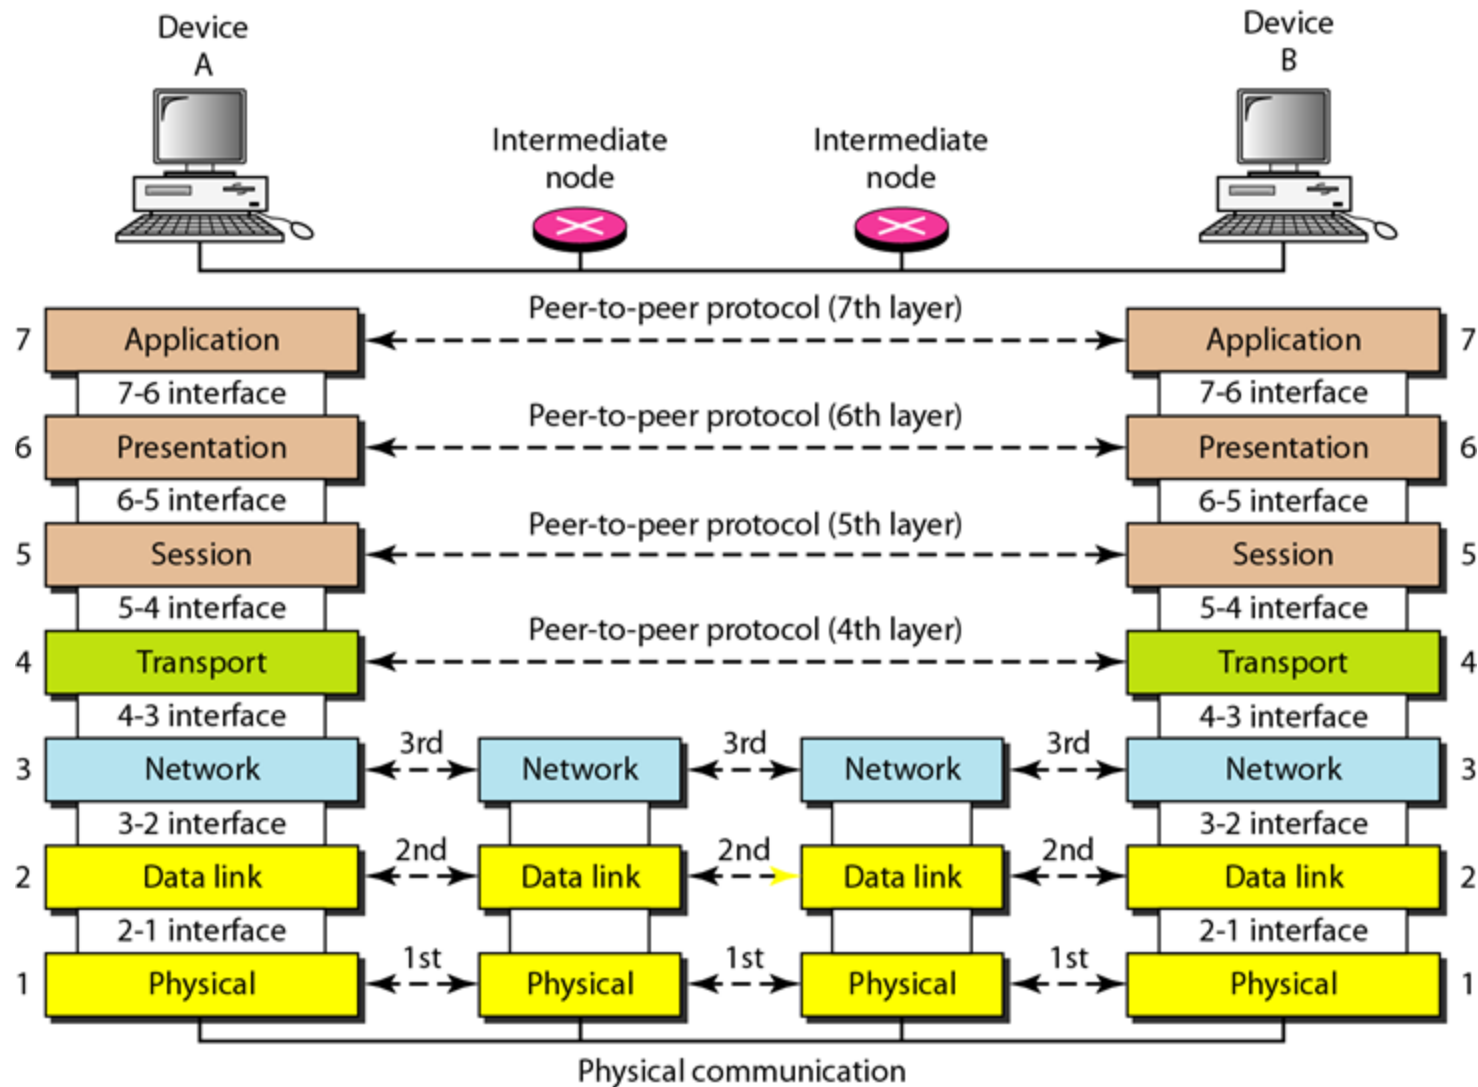 Device
A
Device
B
Intermediate
node
Intermediate
node
Peer-to-peer protocol (7th layer)
7 Application Application 7
7-6 interface 7-6 interface
Peer-to-peer protocol (6th layer)
6 Presentation Presentation 6
6-5 interface 6-5 interface
Peer-to-peer protocol (5th layer)
5 Session Session 5
5-4 interface 5-4 interface
Peer-to-peer protocol (4th layer)
4 Transport Transport 4
4-3 interface 4-3 interface
3rd 3rd 3rd
3 Network Network Network Network 3
3-2 interface 3-2 interface
2nd 2nd 2nd
2 Data link Data link Data link Data link 2
2-1 interface 2-1 interface
1st 1st 1st
1 Physical Physical Physical Physical 1
Physical communication